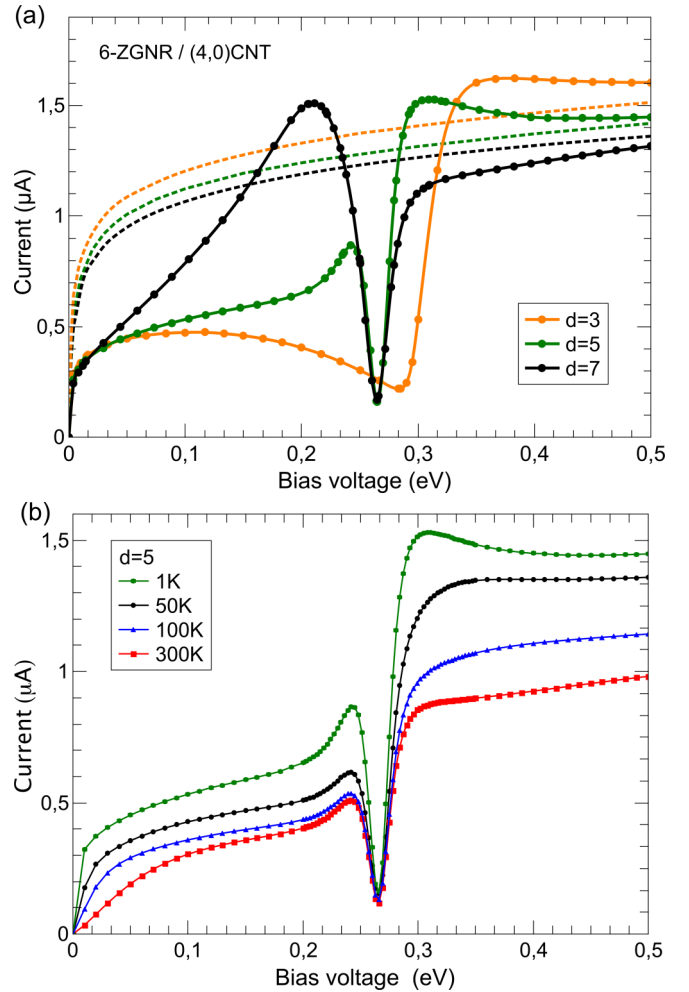 (a)
6-ZGNR / (4,0)CNT
1,5
1
0,5
0
Current (μA)
d=3
d=5
d=7
0
0,1
0,2
0,3
0,4
0,5
Bias voltage (eV)
(b)
d=5
1K
50K
100K
300K
1,5
1
0,5
0
Current (μA)
0
0,1
0,2
0,3
0,4
0,5
Bias voltage (eV)